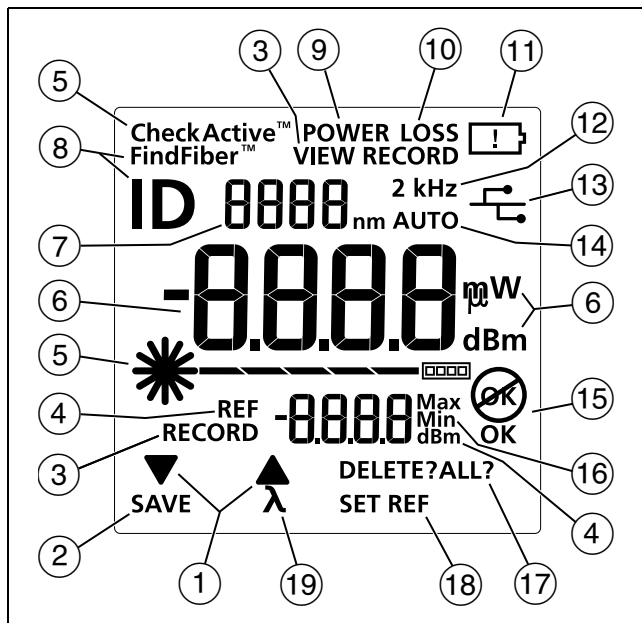 3 9 10 11
5
CheckActive™ POWER LOSS !
8 FindFiber™ VIEW RECORD 12
ID 8888 nm 2 kHz 13
AUTO
7 14
6 -8.8.8.8 mW
μ
dBm 6
5
4 REF -8.8.8.8 Max OK 15
RECORD Min OK
3 dBm 16
DELETE?ALL? 4
SAVE λ SET REF
2 1 19 18 17